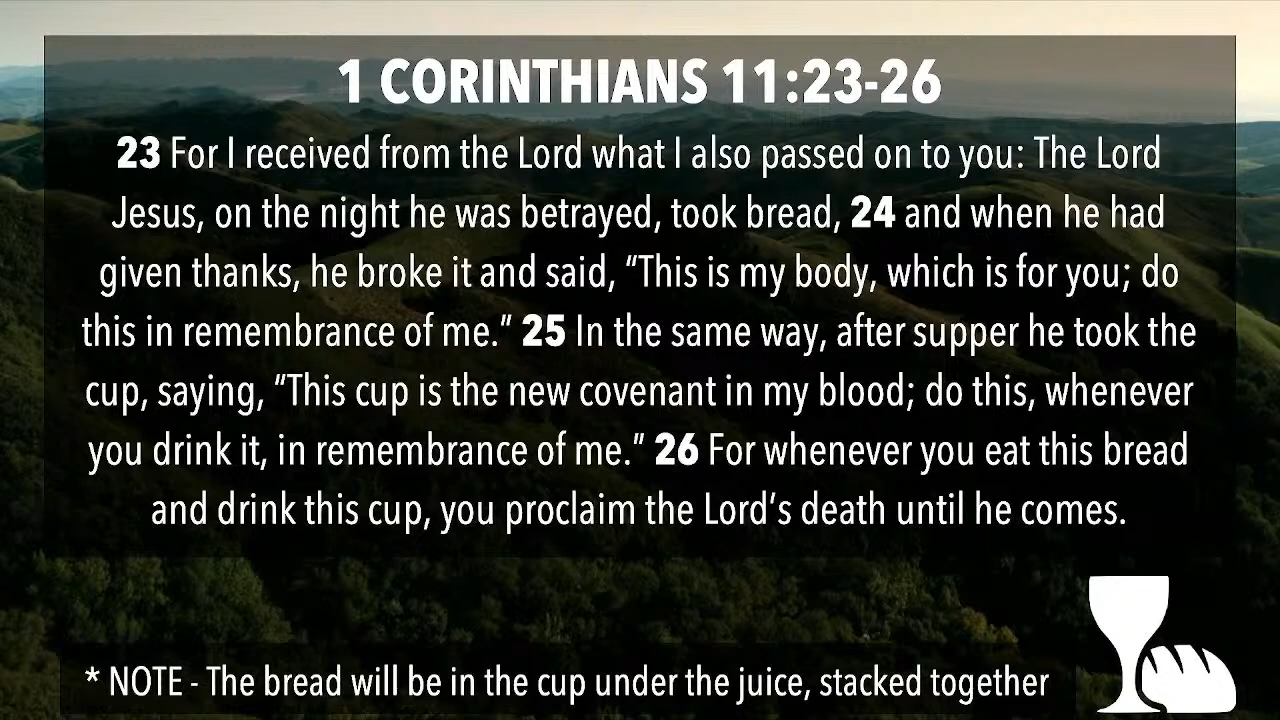 1 CORINTHIANS 11:23-26
23 For I received from the Lord what I also passed on to you: The Lord
Jesus, on the night he was betrayed, took bread, 24 and when he had
given thanks, he broke it and said, “This is my body, which is for you; do
this in remembrance of me.” 25 In the same way, after supper he took the
cup, saying, “This cup is the new covenant in my blood; do this, whenever
you drink it, in remembrance of me.” 26 For whenever you eat this bread
and drink this cup, you proclaim the Lord’s death until he comes.
* NOTE - The bread will be in the cup under the juice, stacked together